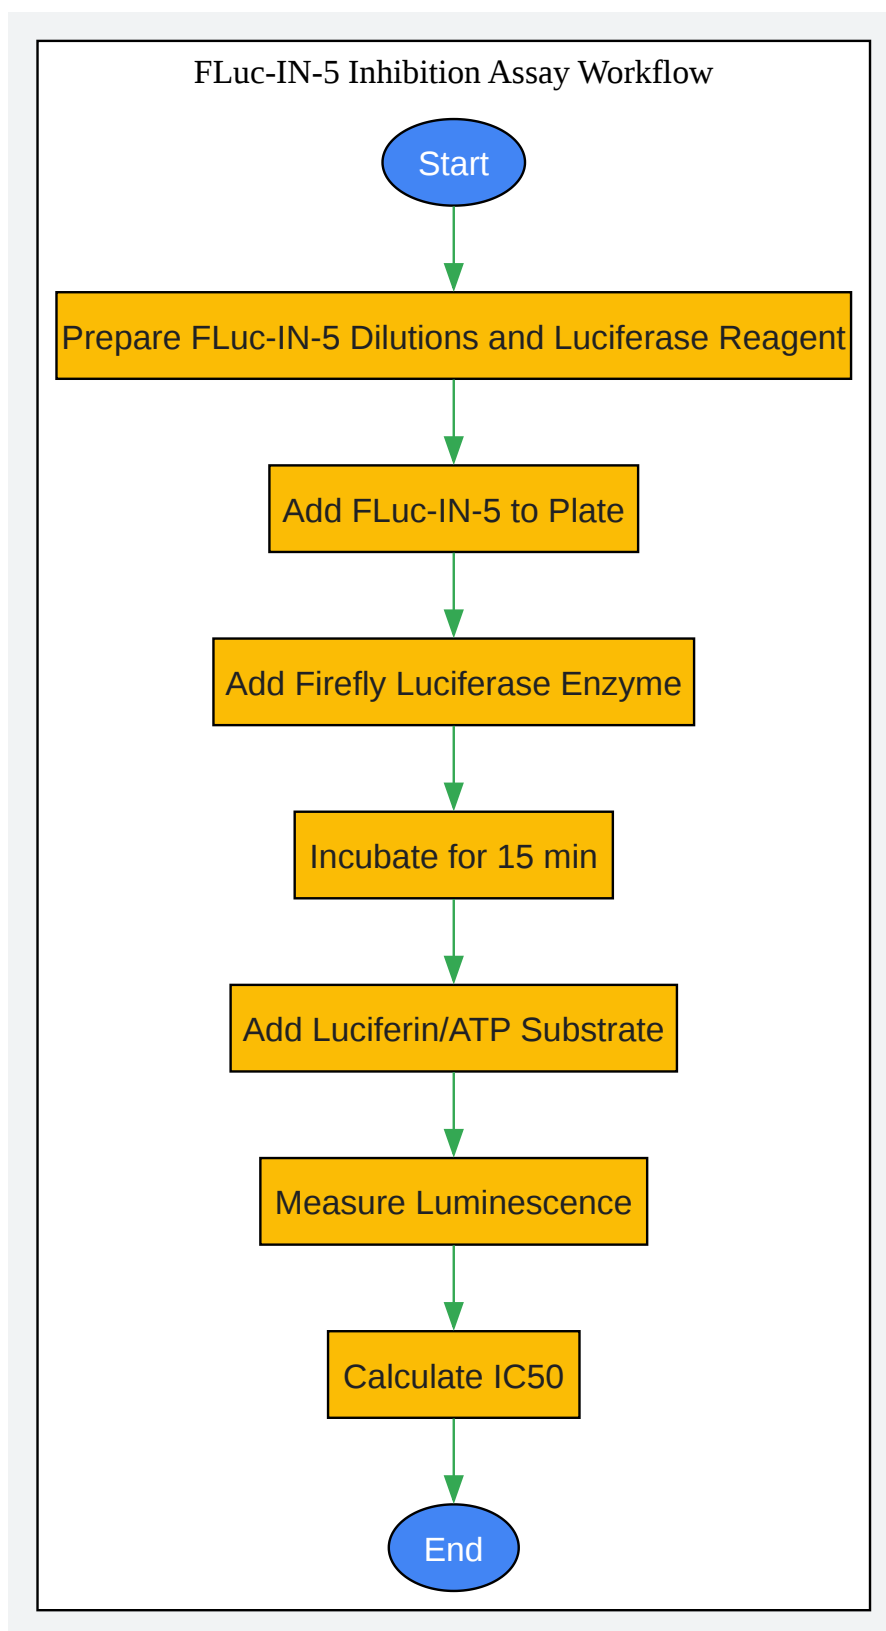 FLuc-IN-5 Inhibition Assay Workflow
Start
Prepare FLuc-IN-5 Dilutions and Luciferase Reagent
Add FLuc-IN-5 to Plate
Add Firefly Luciferase Enzyme
Incubate for 15 min
Add Luciferin/ATP Substrate
Measure Luminescence
Calculate IC50
End